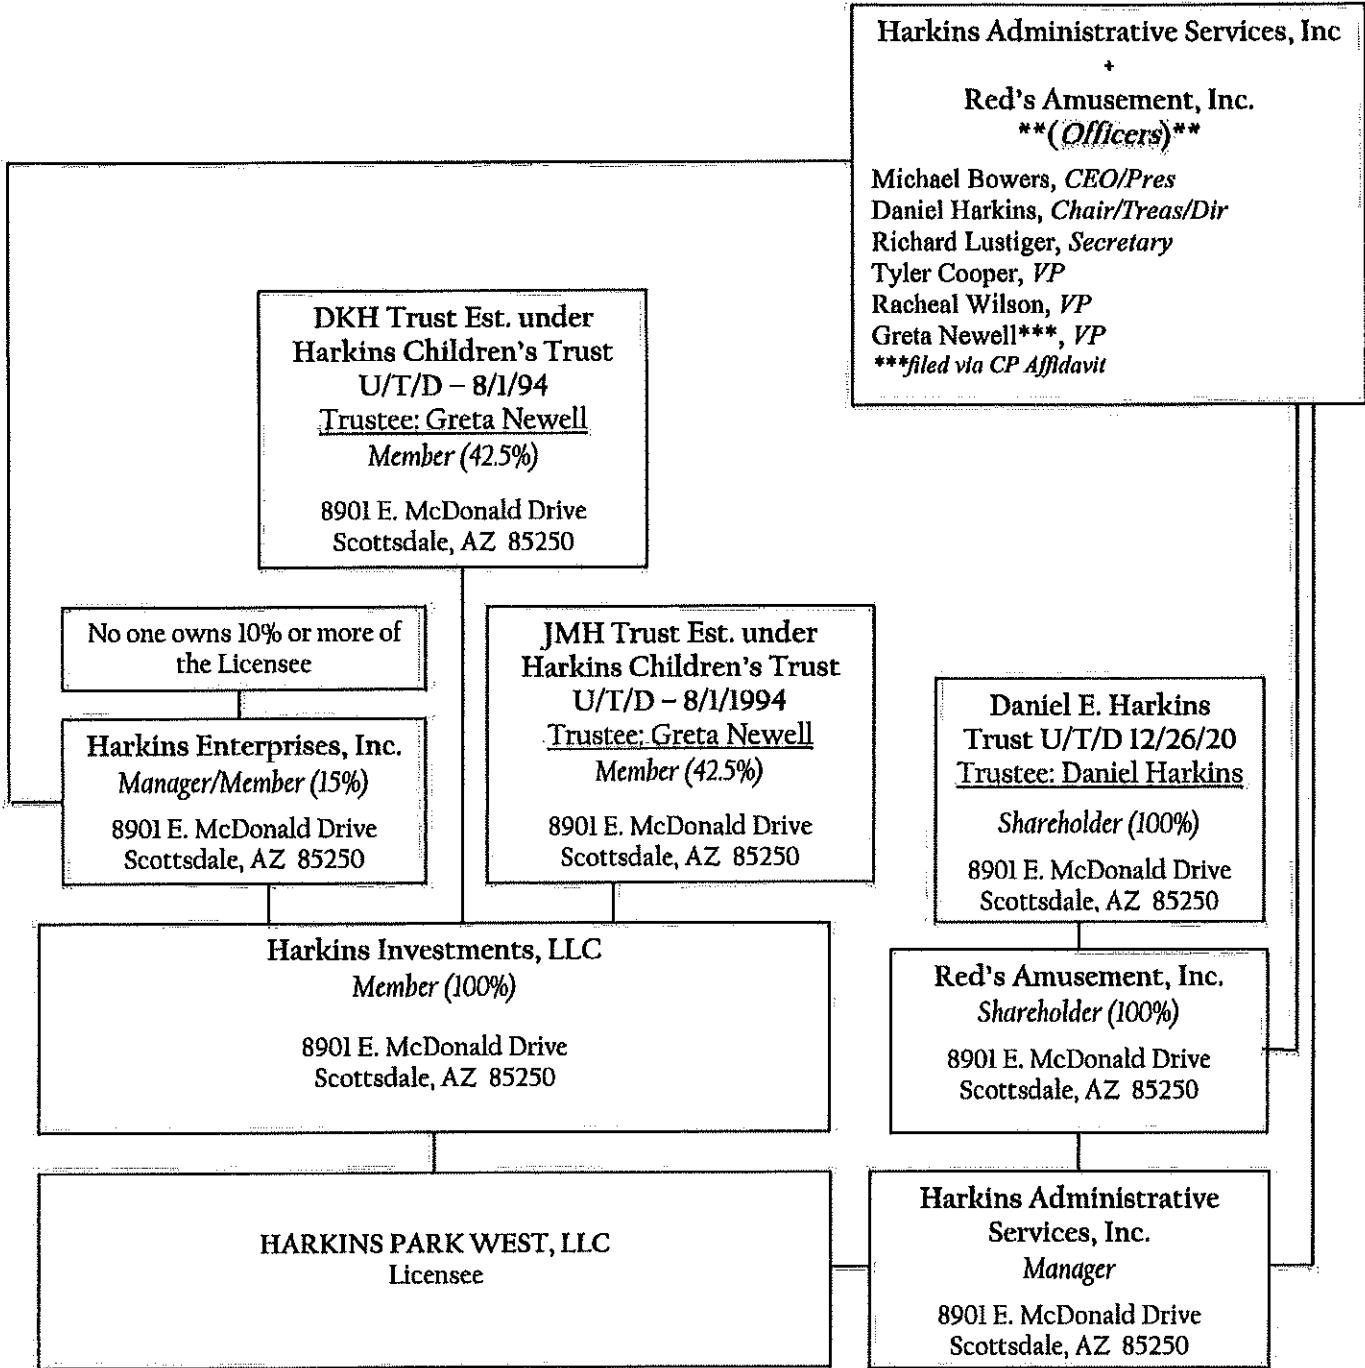 Harkins Administrative Services, Inc
+
Red's Amusement, Inc.
**(Officers)**
Michael Bowers, CEO/Pres
Daniel Harkins, Chair/Treas/Dir
Richard Lustiger, Secretary
Tyler Cooper, VP
Racheal Wilson, VP
Greta Newell***, VP
***filed via CP Affidavit
DKH Trust Est. under
Harkins Children's Trust
U/T/D – 8/1/94
Trustee: Greta Newell
Member (42.5%)
8901 E. McDonald Drive
Scottsdale, AZ 85250
No one owns 10% or more of
the Licensee
Harkins Enterprises, Inc.
Manager/Member (15%)
8901 E. McDonald Drive
Scottsdale, AZ 85250
JMH Trust Est. under
Harkins Children's Trust
U/T/D – 8/1/1994
Trustee: Greta Newell
Member (42.5%)
8901 E. McDonald Drive
Scottsdale, AZ 85250
Daniel E. Harkins
Trust U/T/D 12/26/20
Trustee: Daniel Harkins
Shareholder (100%)
8901 E. McDonald Drive
Scottsdale, AZ 85250
Harkins Investments, LLC
Member (100%)
8901 E. McDonald Drive
Scottsdale, AZ 85250
Red's Amusement, Inc.
Shareholder (100%)
8901 E. McDonald Drive
Scottsdale, AZ 85250
HARKINS PARK WEST, LLC
Licensee
Harkins Administrative
Services, Inc.
Manager
8901 E. McDonald Drive
Scottsdale, AZ 85250